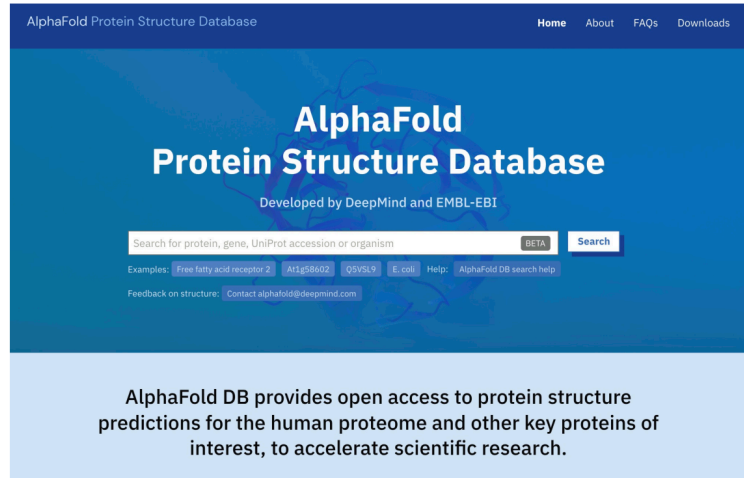 AlphaFold Protein Structure Database
Home About FAQs Downloads
AlphaFold
Protein Structure Database
Developed by DeepMind and EMBL-EBI
Search for protein, gene, UniProt accession or organism BETA Search
Examples: Free fatty acid receptor 2 At1g58602 Q5VSL9 E. coli Help: AlphaFold DB search help
Feedback on structure: Contact alphafold@deepmind.com
AlphaFold DB provides open access to protein structure
predictions for the human proteome and other key proteins of
interest, to accelerate scientific research.